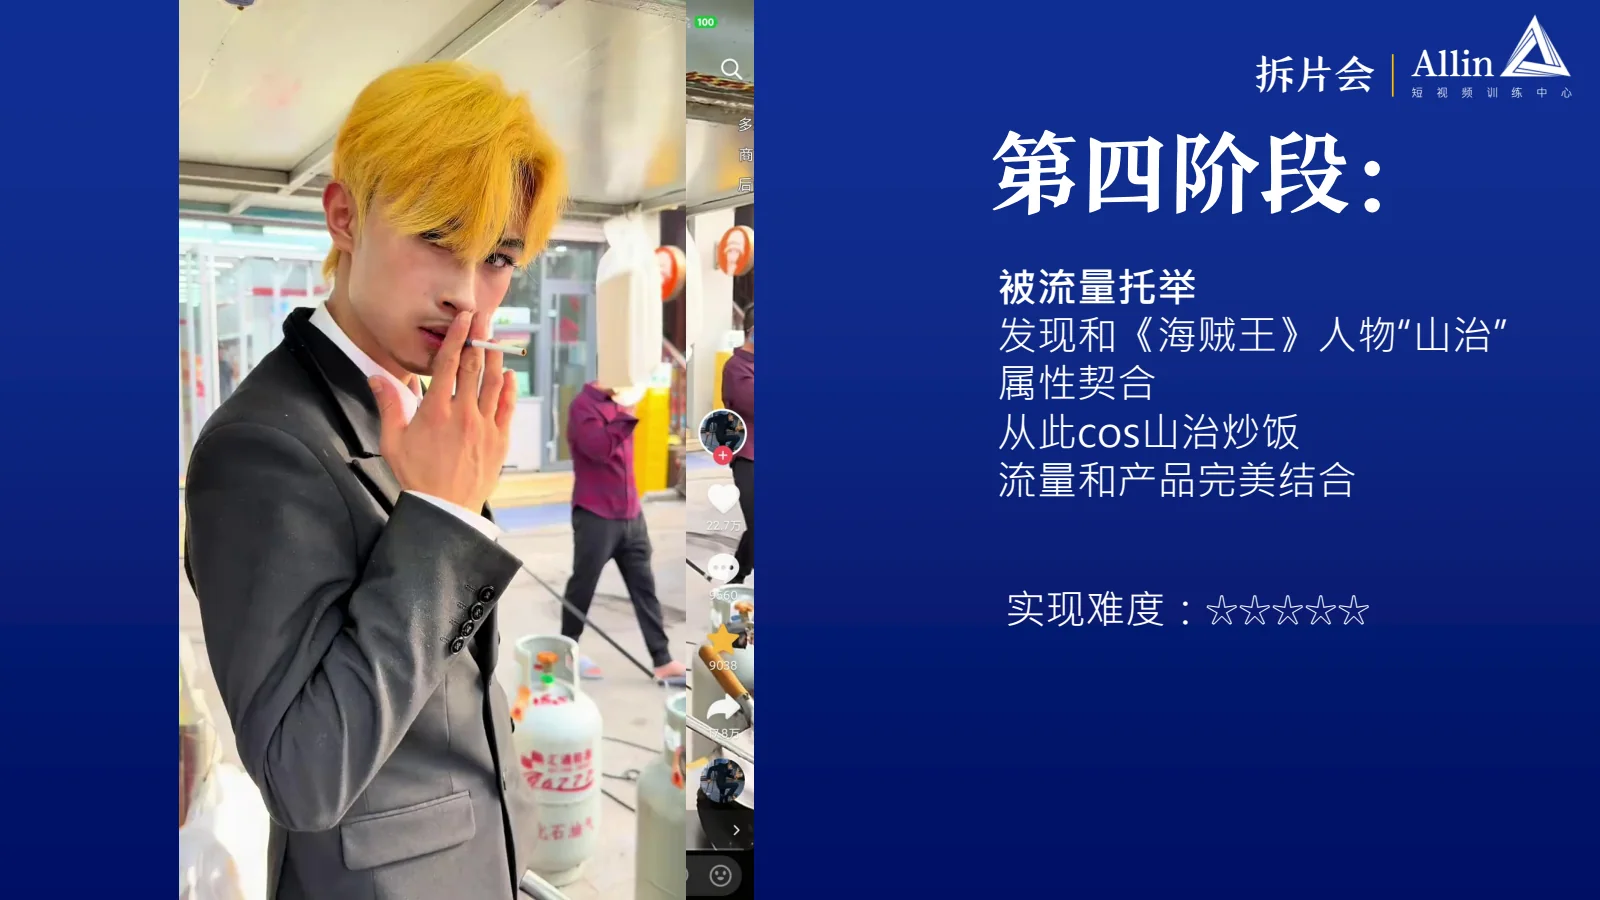 100
多
商
后
22.7万
9038
拆片会
Allin
短视频训练中心
第四阶段：
被流量托举
发现和《海贼王》人物“山治”
属性契合
从此cos山治炒饭
流量和产品完美结合
实现难度：☆☆☆☆☆